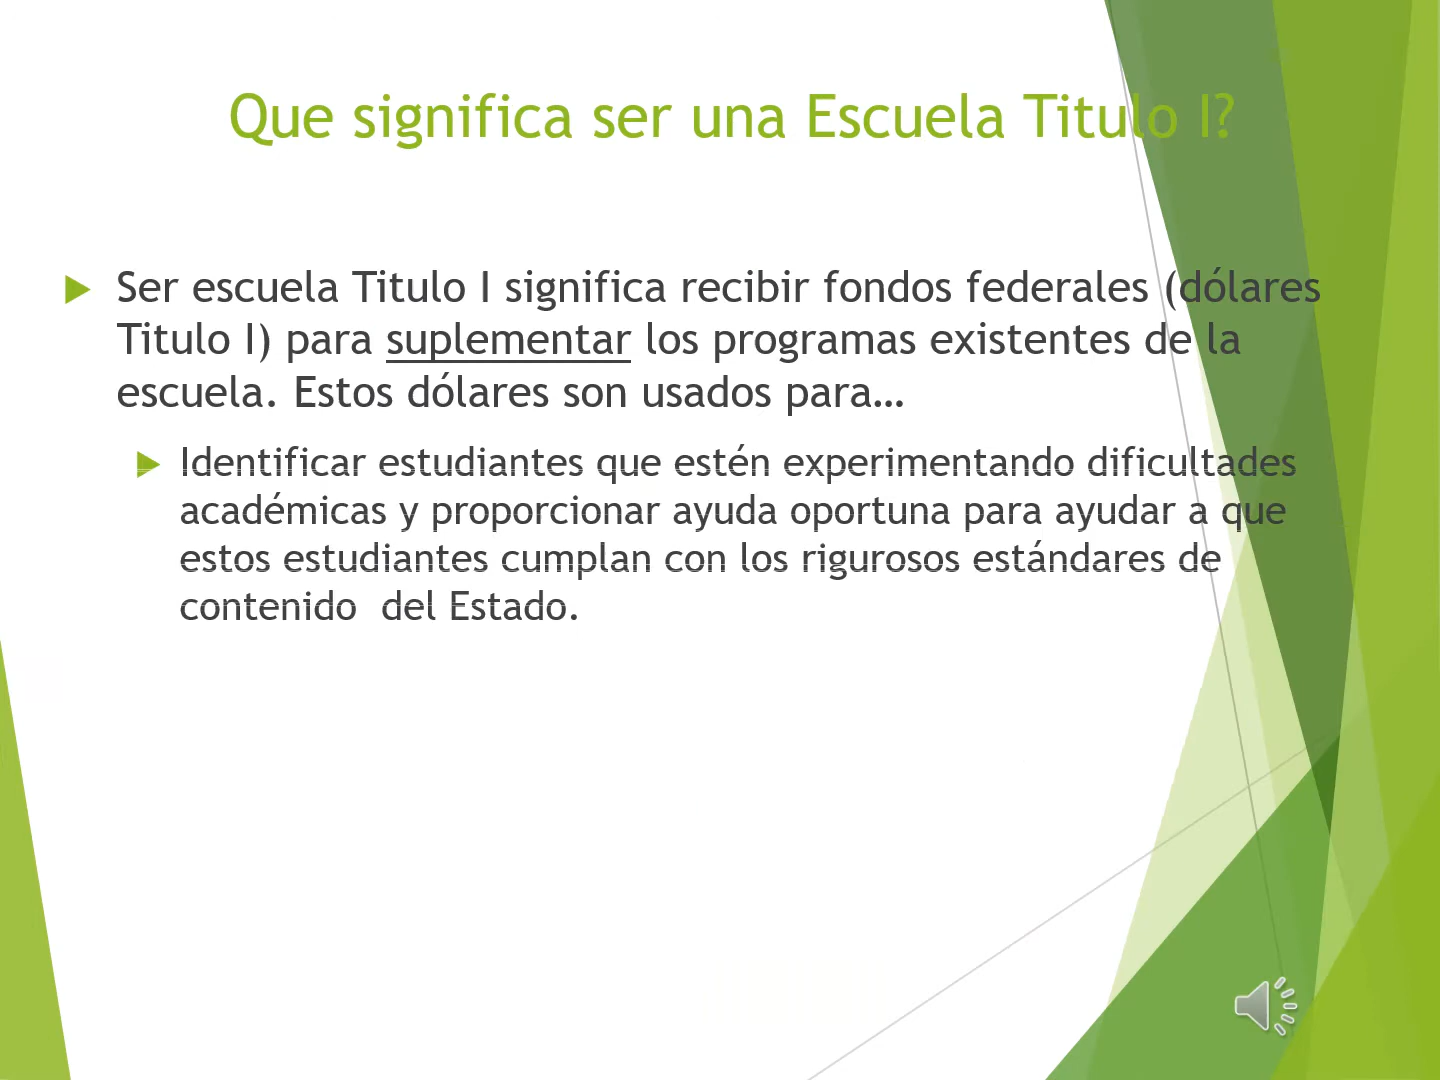 Que significa ser una Escuela Titulo I?
Ser escuela Titulo I significa recibir fondos federales (dólares
Titulo I) para suplementar los programas existentes de la
escuela. Estos dólares son usados para…
Identificar estudiantes que estén experimentando dificultades
académicas y proporcionar ayuda oportuna para ayudar a que
estos estudiantes cumplan con los rigurosos estándares de
contenido  del Estado.